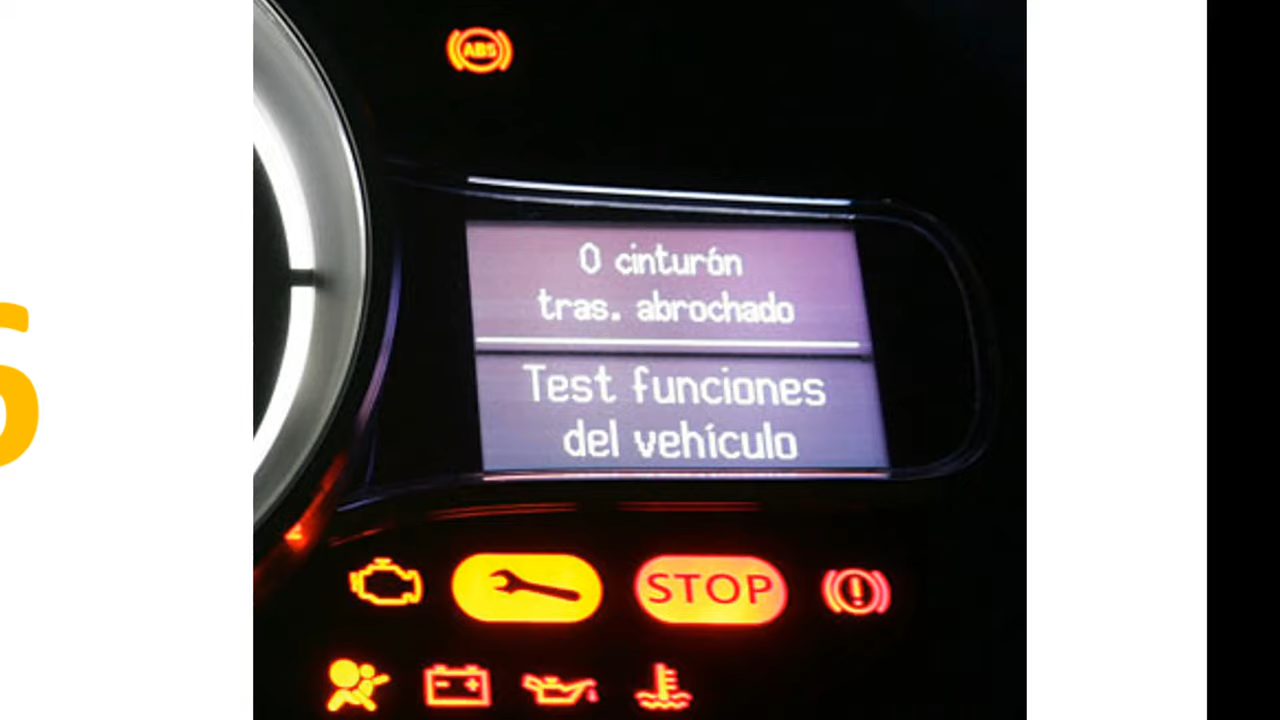 ABS
0 cinturón
tras. abrochado
Test funciones
del vehículo
STOP